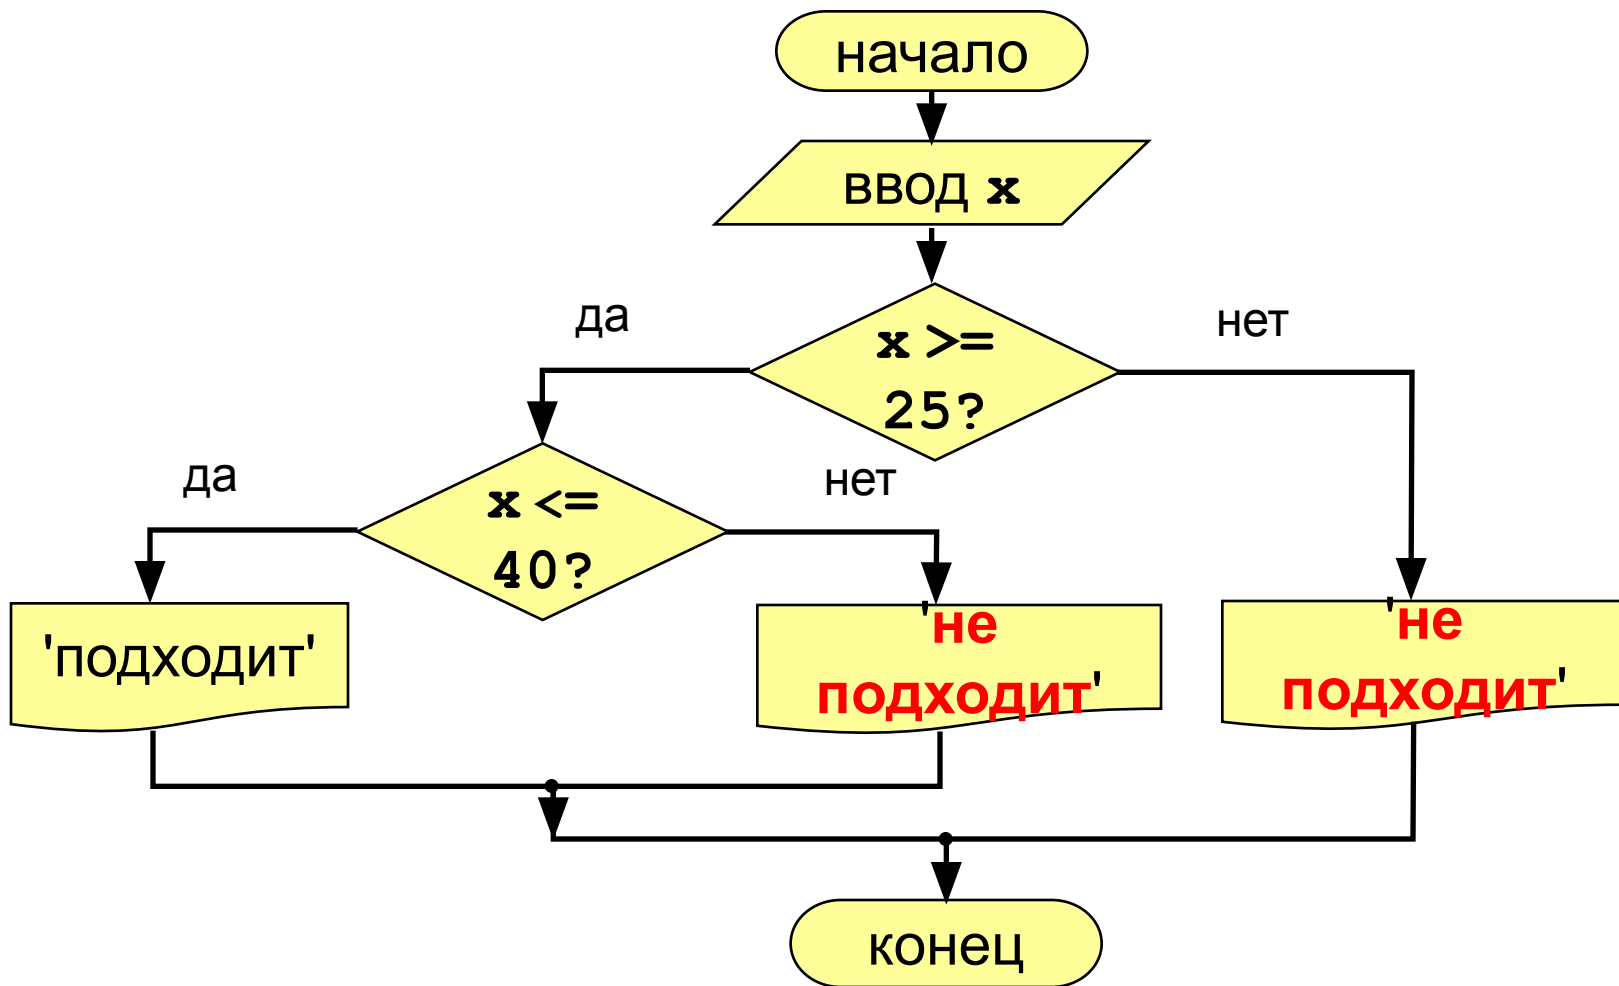 начало
ввод x
да
нет
x >=
25?
да
нет
x <=
40?
'подходит'
'не
подходит'
'не
подходит'
конец